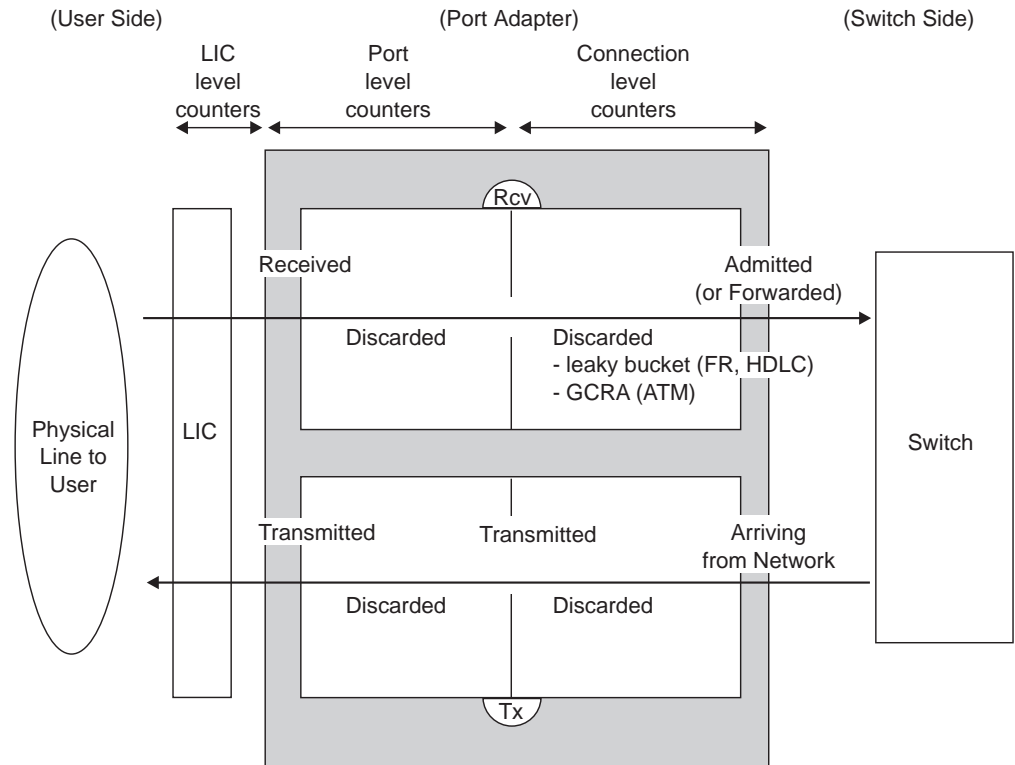 (User Side)
(Port Adapter)
(Switch Side)
LIC
level
counters
Port
level
counters
Connection
level
counters
Rcv
Received
Admitted
(or Forwarded)
Discarded
Discarded
- leaky bucket (FR, HDLC)
- GCRA (ATM)
Physical
Line to
User
LIC
Switch
Transmitted
Transmitted
Arriving
from Network
Discarded
Discarded
Tx